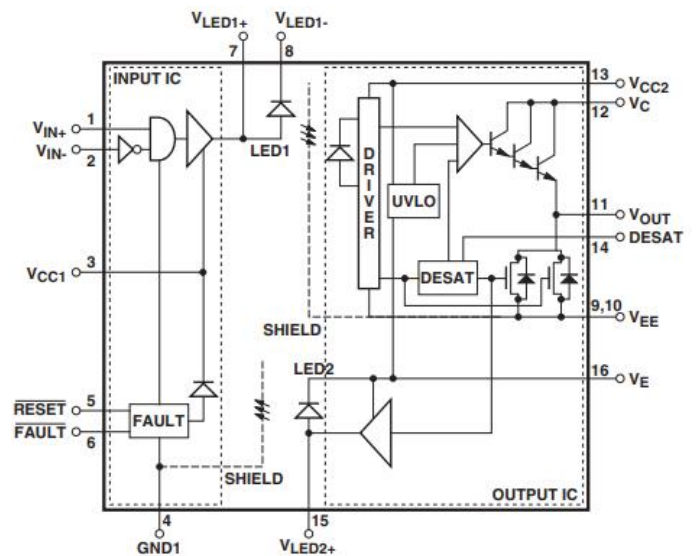 VLED1+
VLED1-
7
8
INPUT IC
13
VCC2
12
VC
VIN+
1
VIN-
2
LED1
DRIVER
UVLO
11
VOUT
14
DESAT
3
VCC1
DESAT
9,10
VEE
SHIELD
LED2
16
VE
RESET
5
FAULT
6
FAULT
SHIELD
OUTPUT IC
4
15
GND1
VLED2+